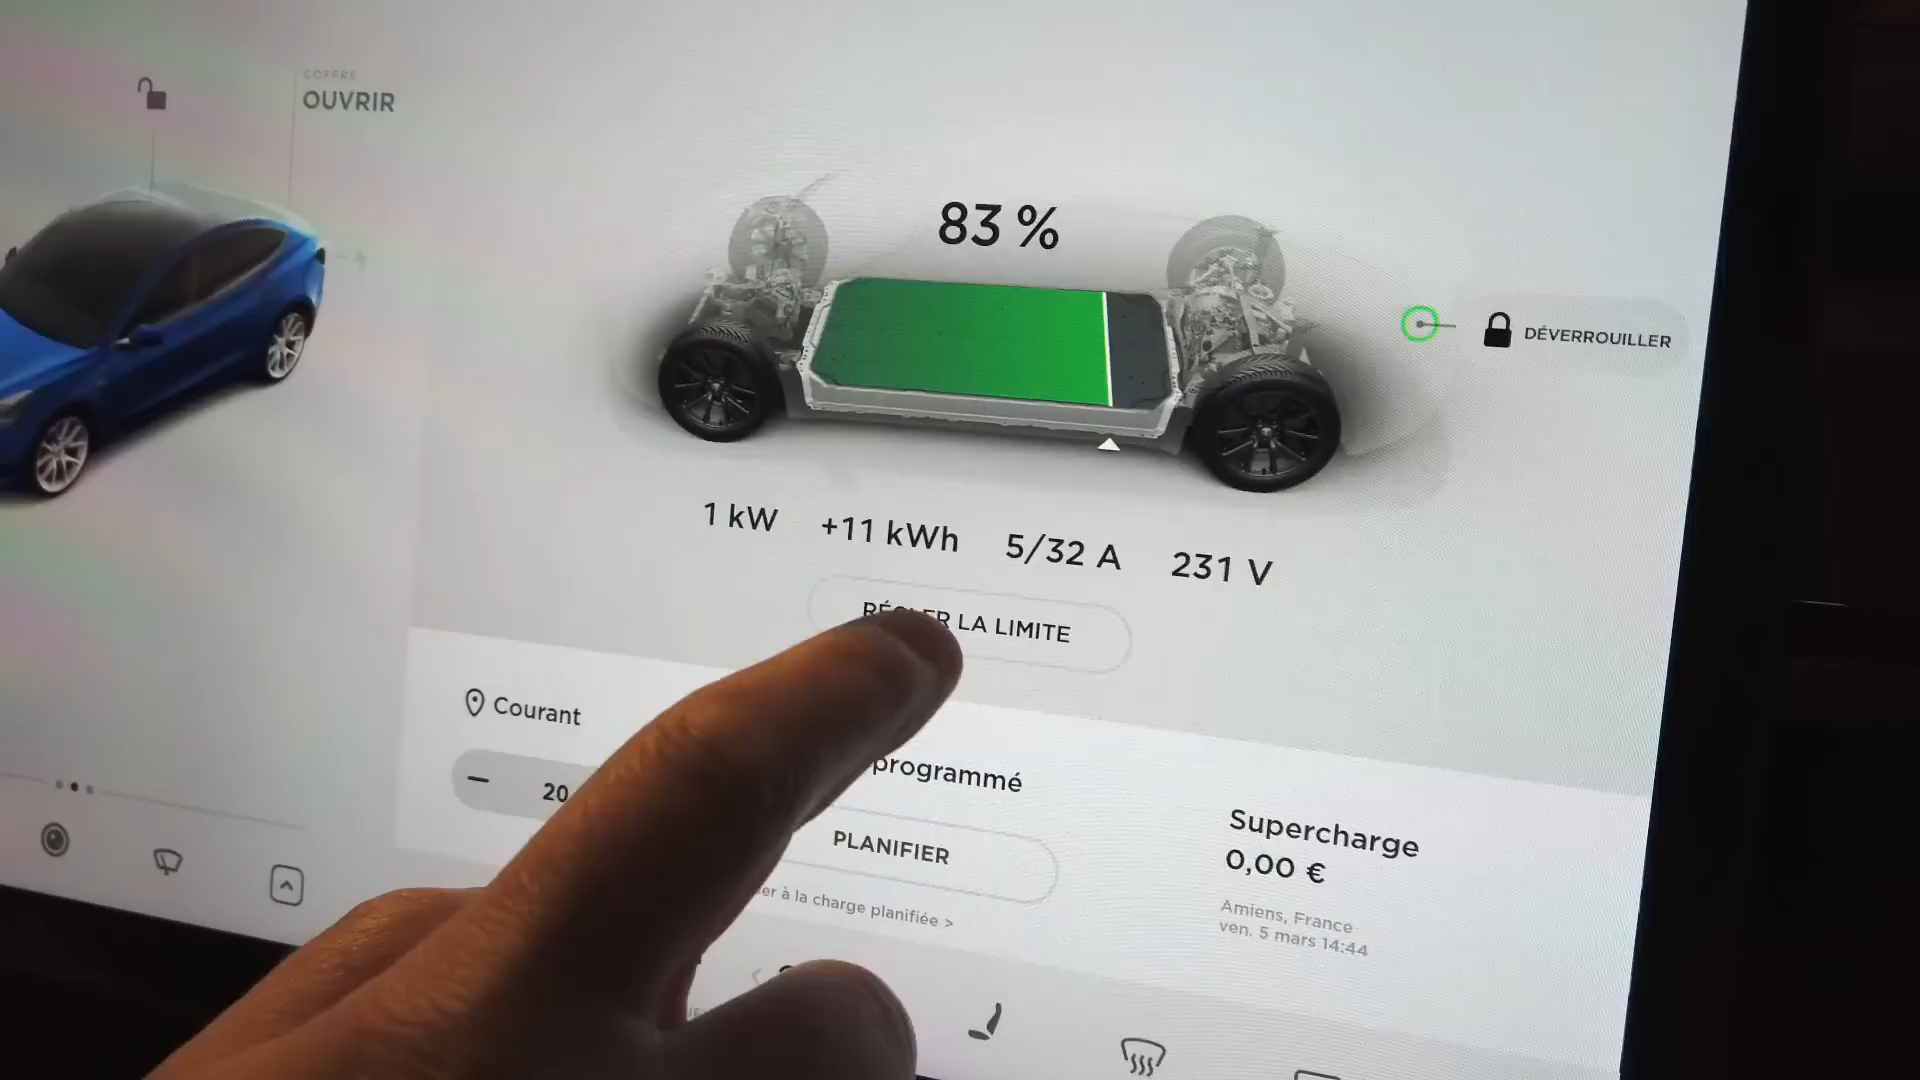 COFFRE
OUVRIR
83 %
DÉVERROUILLER
1 kW +11 kWh 5/32 A 231 V
LA LIMITE
Courant
programmé
− 20
PLANIFIER
à la charge planifiée >
Supercharge
0,00 €
Amiens, France
ven. 5 mars 14:44